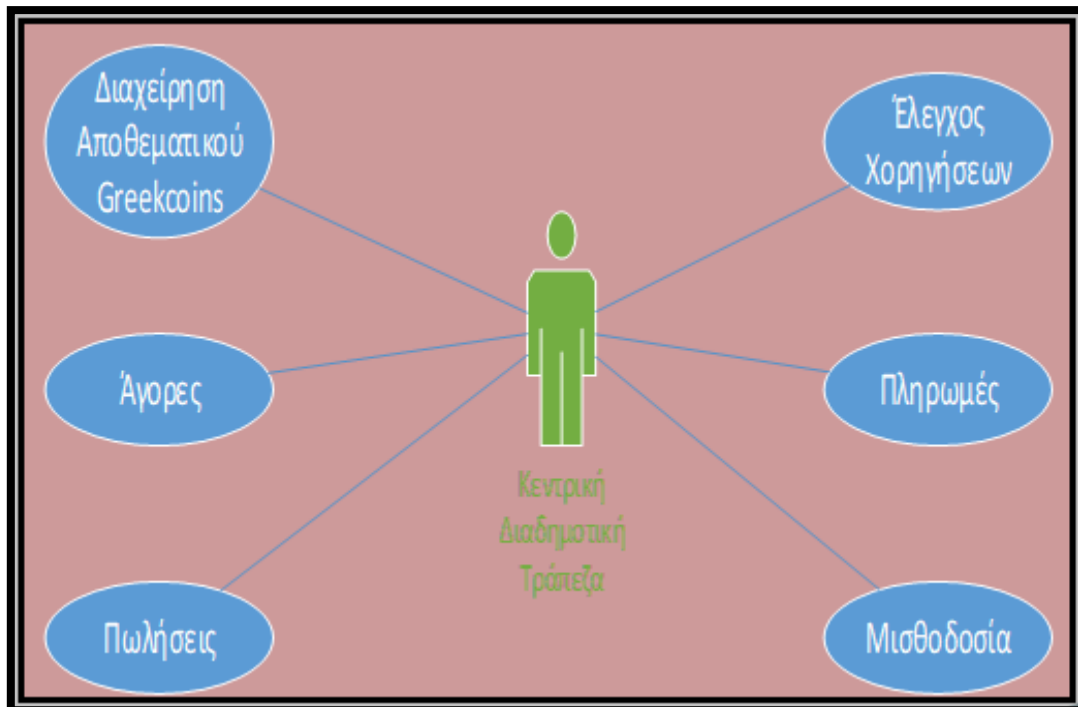 Διαχείρηση
Αποθεματικού
Greekcoins
Έλεγχος
Χορηγήσεων
Άγορες
Πληρωμές
Κεντρική
Διαδημοτική
Τράπεζα
Πωλήσεις
Μισθοδοσία